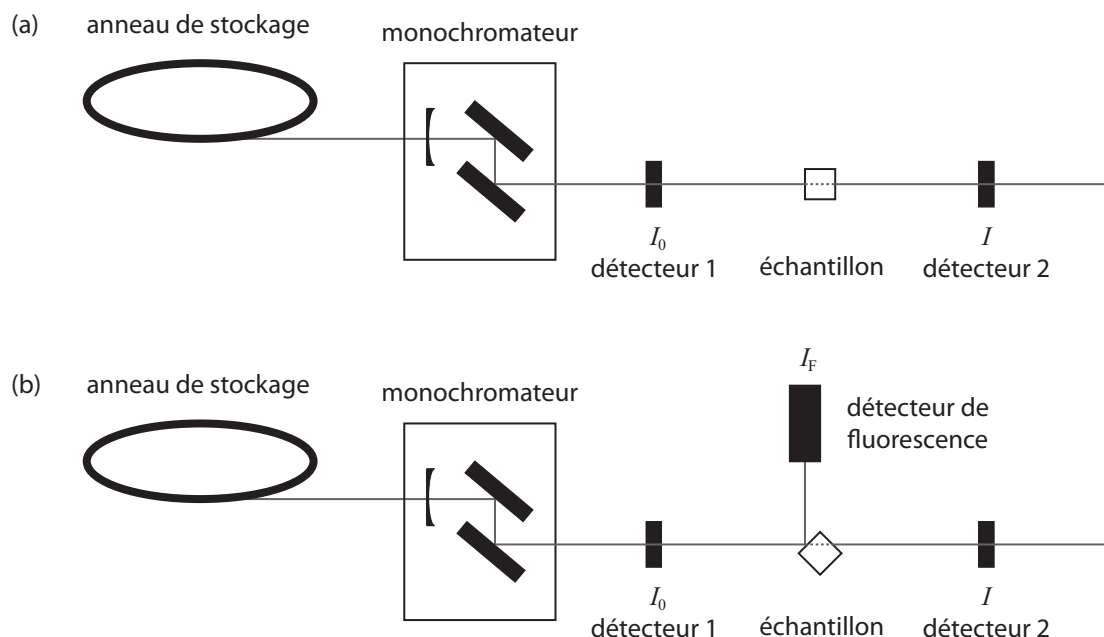 (a)
anneau de stockage
monochromateur
I₀
détecteur 1
échantillon
I
détecteur 2
(b)
anneau de stockage
monochromateur
I_F
détecteur de
fluorescence
I₀
détecteur 1
échantillon
I
détecteur 2